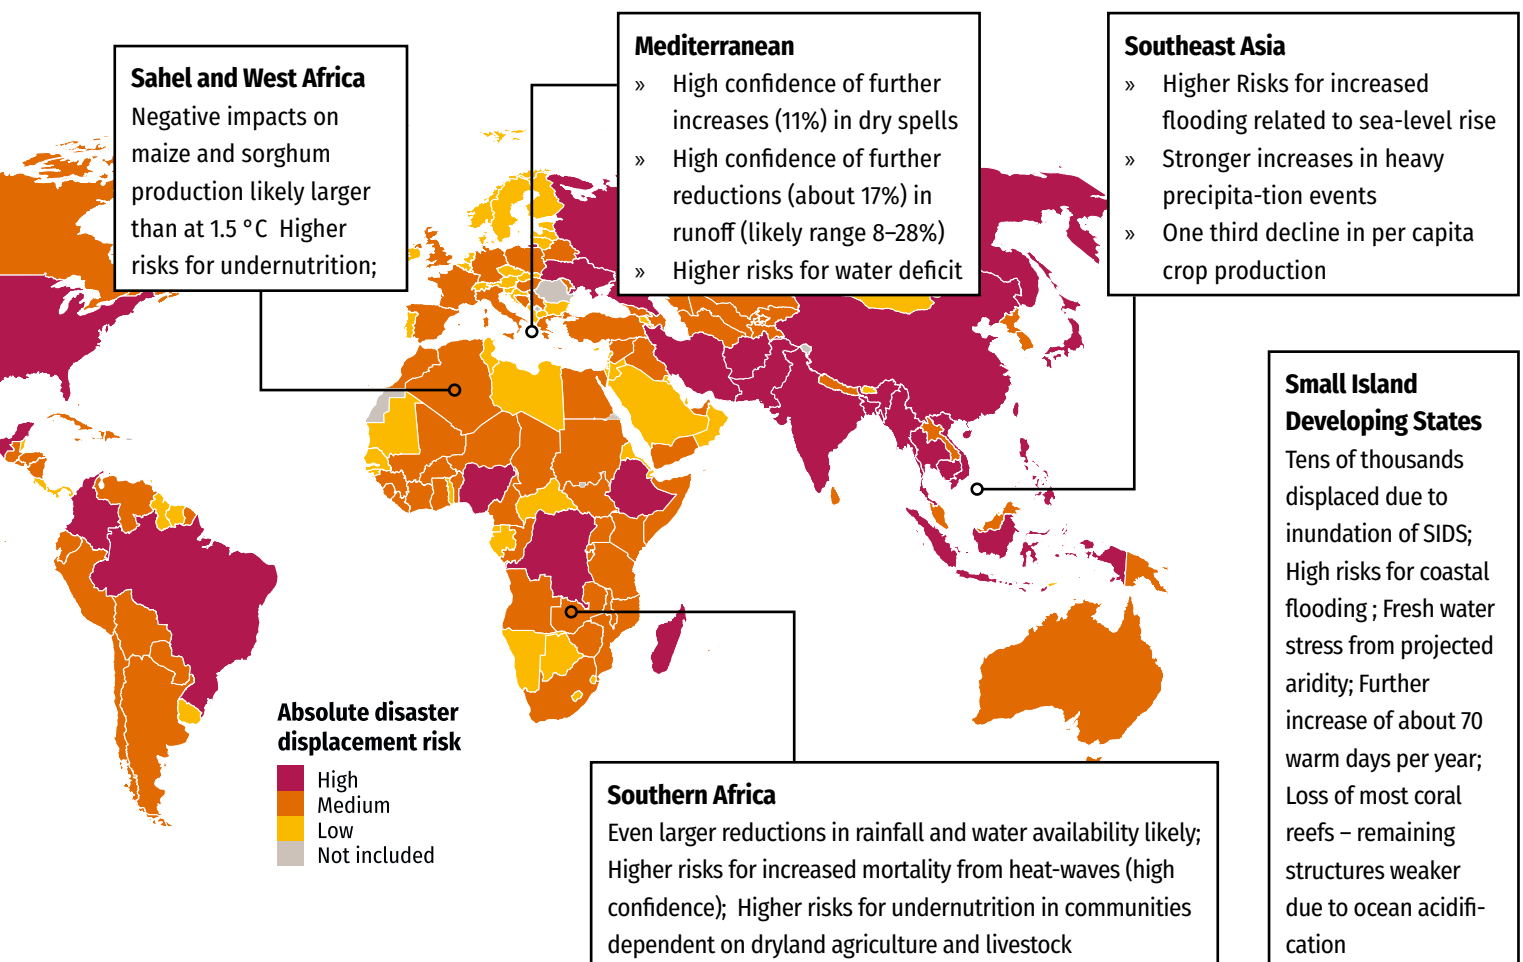 Sahel and West Africa
Negative impacts on
maize and sorghum
production likely larger
than at 1.5 °C  Higher
risks for undernutrition;
Mediterranean
» High confidence of further
increases (11%) in dry spells
» High confidence of further
reductions (about 17%) in
runoff (likely range 8–28%)
» Higher risks for water deficit
Southeast Asia
» Higher Risks for increased
flooding related to sea-level rise
» Stronger increases in heavy
precipita-tion events
» One third decline in per capita
crop production
Small Island
Developing States
Tens of thousands
displaced due to
inundation of SIDS;
High risks for coastal
flooding ; Fresh water
stress from projected
aridity; Further
increase of about 70
warm days per year;
Loss of most coral
reefs – remaining
structures weaker
due to ocean acidifi-
cation
Absolute disaster
displacement risk
High
Medium
Low
Not included
Southern Africa
Even larger reductions in rainfall and water availability likely;
Higher risks for increased mortality from heat-waves (high
confidence);  Higher risks for undernutrition in communities
dependent on dryland agriculture and livestock